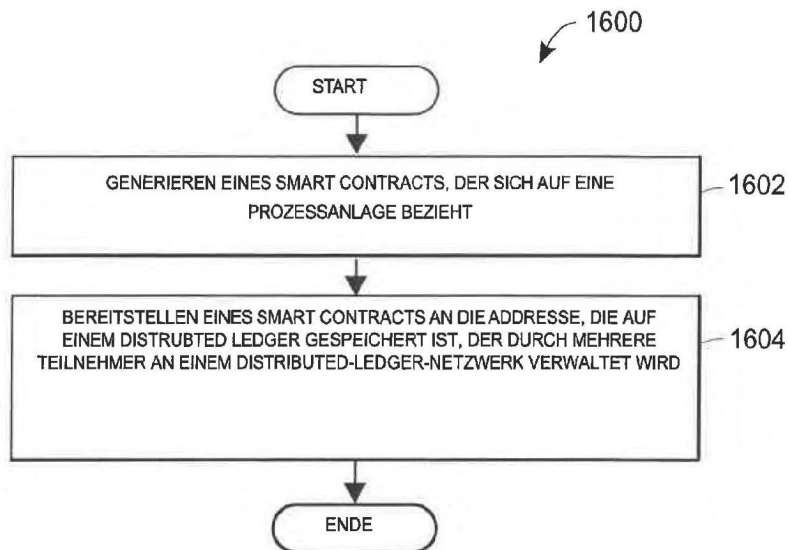 1600
START
GENERIEREN EINES SMART CONTRACTS, DER SICH AUF EINE
PROZESSANLAGE BEZIEHT
1602
BEREITSTELLEN EINES SMART CONTRACTS AN DIE ADDRESSE, DIE AUF
EINEM DISTRUBTED LEDGER GESPEICHERT IST, DER DURCH MEHRERE
TEILNEHMER AN EINEM DISTRIBUTED-LEDGER-NETZWERK VERWALTET WIRD
1604
ENDE